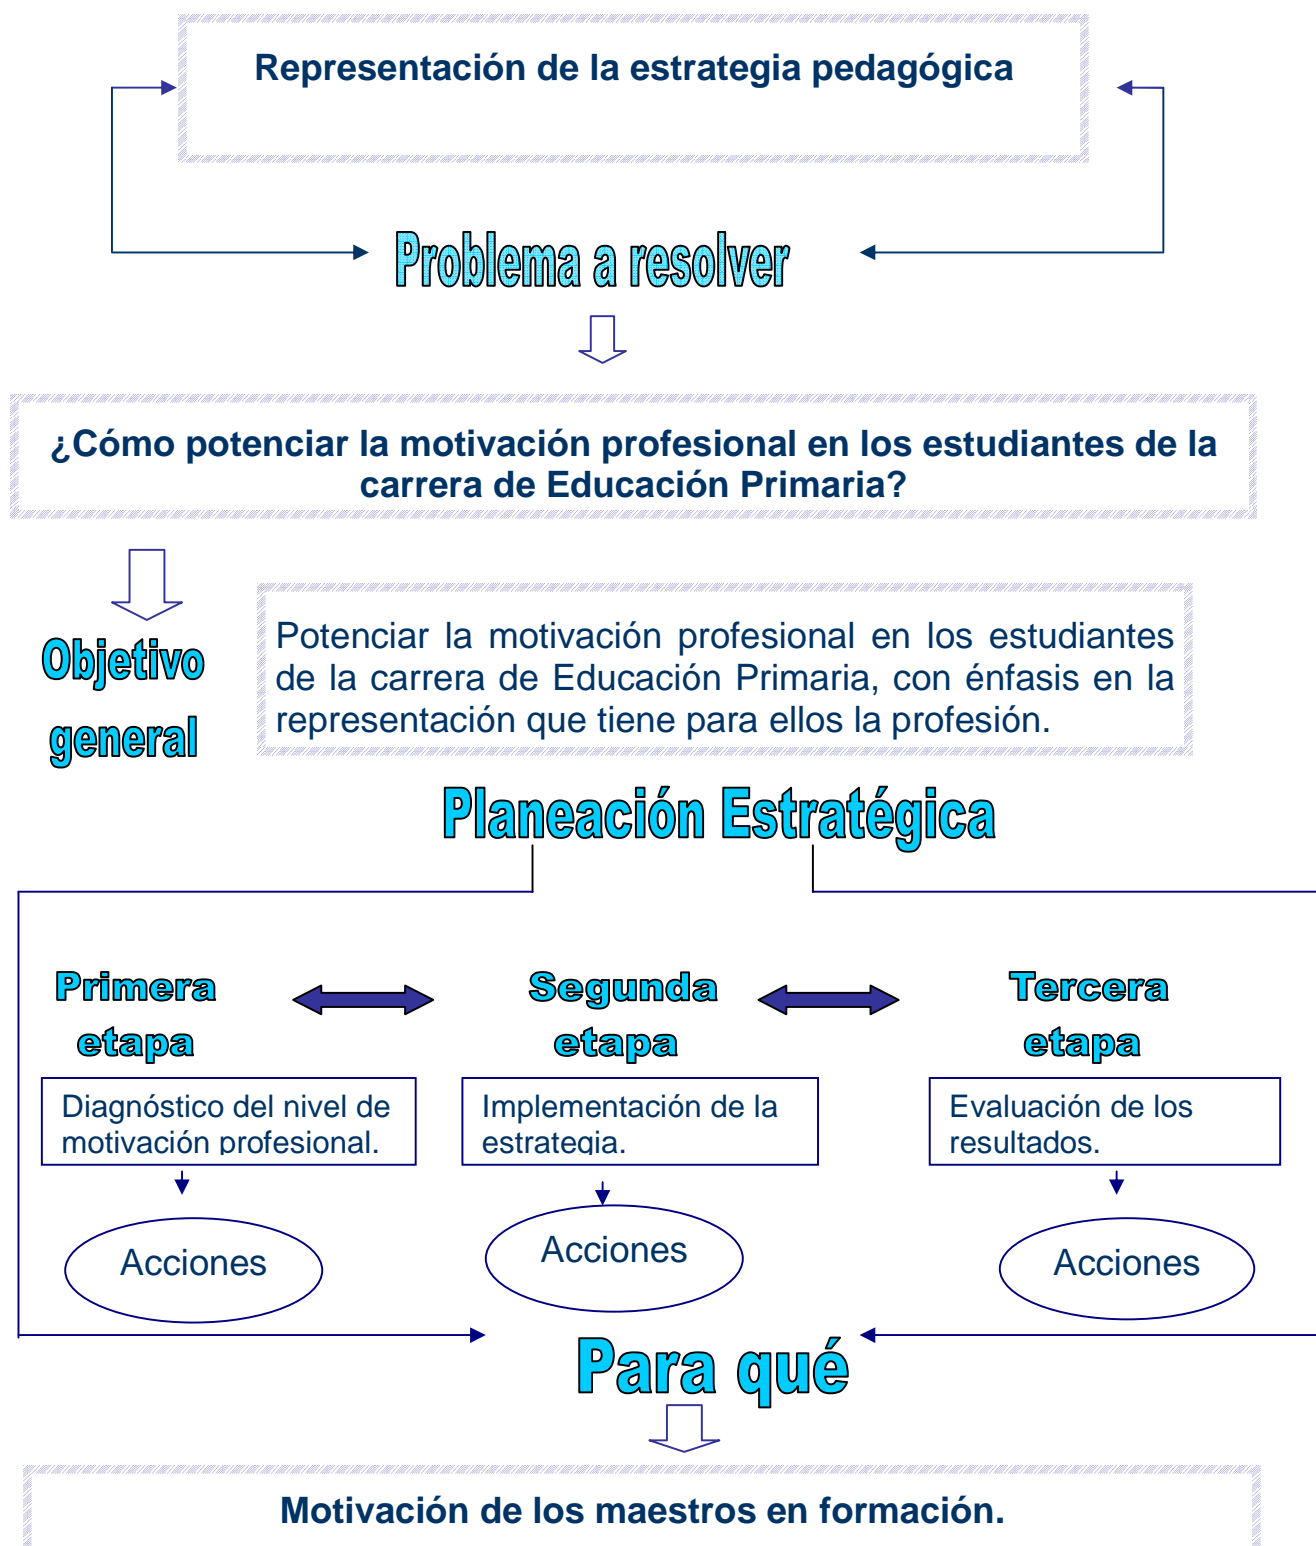 Representación de la estrategia pedagógica
Problema a resolver
¿Cómo potenciar la motivación profesional en los estudiantes de la
carrera de Educación Primaria?
Objetivo
general
Potenciar la motivación profesional en los estudiantes
de la carrera de Educación Primaria, con énfasis en la
representación que tiene para ellos la profesión.
Planeación Estratégica
Primera
etapa
Segunda
etapa
Tercera
etapa
Diagnóstico del nivel de
motivación profesional.
Implementación de la
estrategia.
Evaluación de los
resultados.
Acciones
Acciones
Acciones
Para qué
Motivación de los maestros en formación.